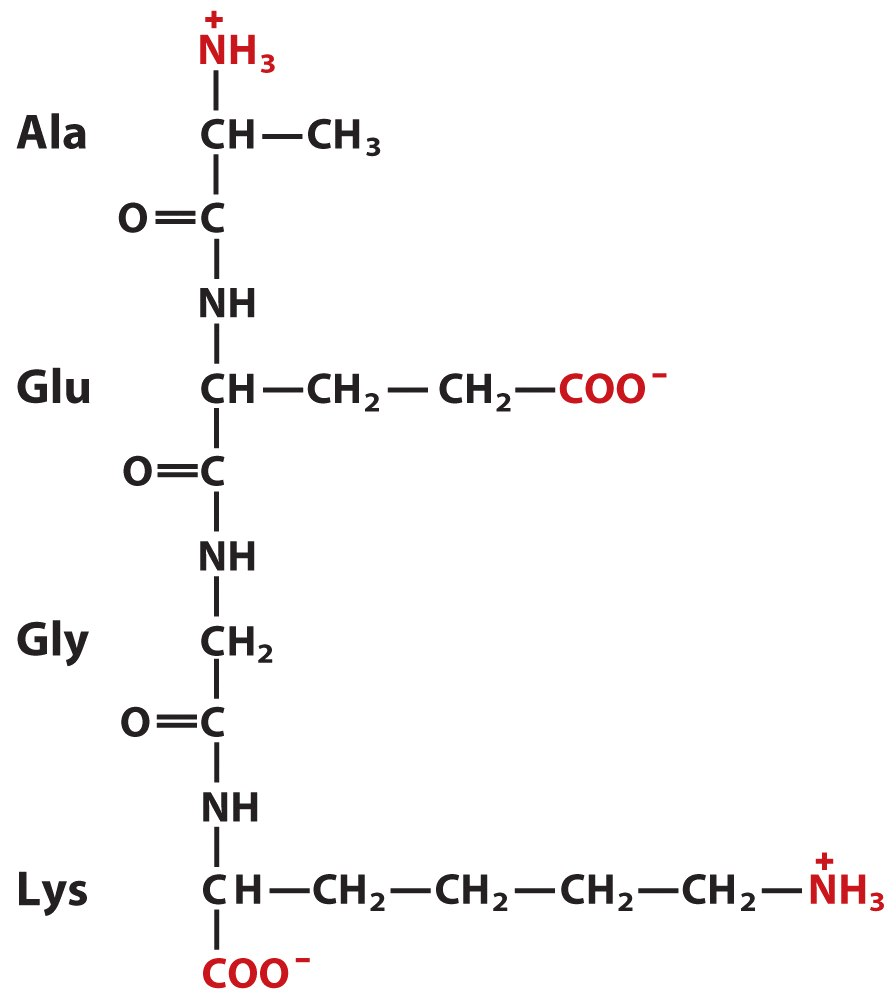 +
NH3
Ala CH—CH3
O=C
NH
Glu CH—CH2—CH2—COO−
O=C
NH
Gly CH2
O=C
NH
+
Lys CH—CH2—CH2—CH2—CH2—NH3
COO−